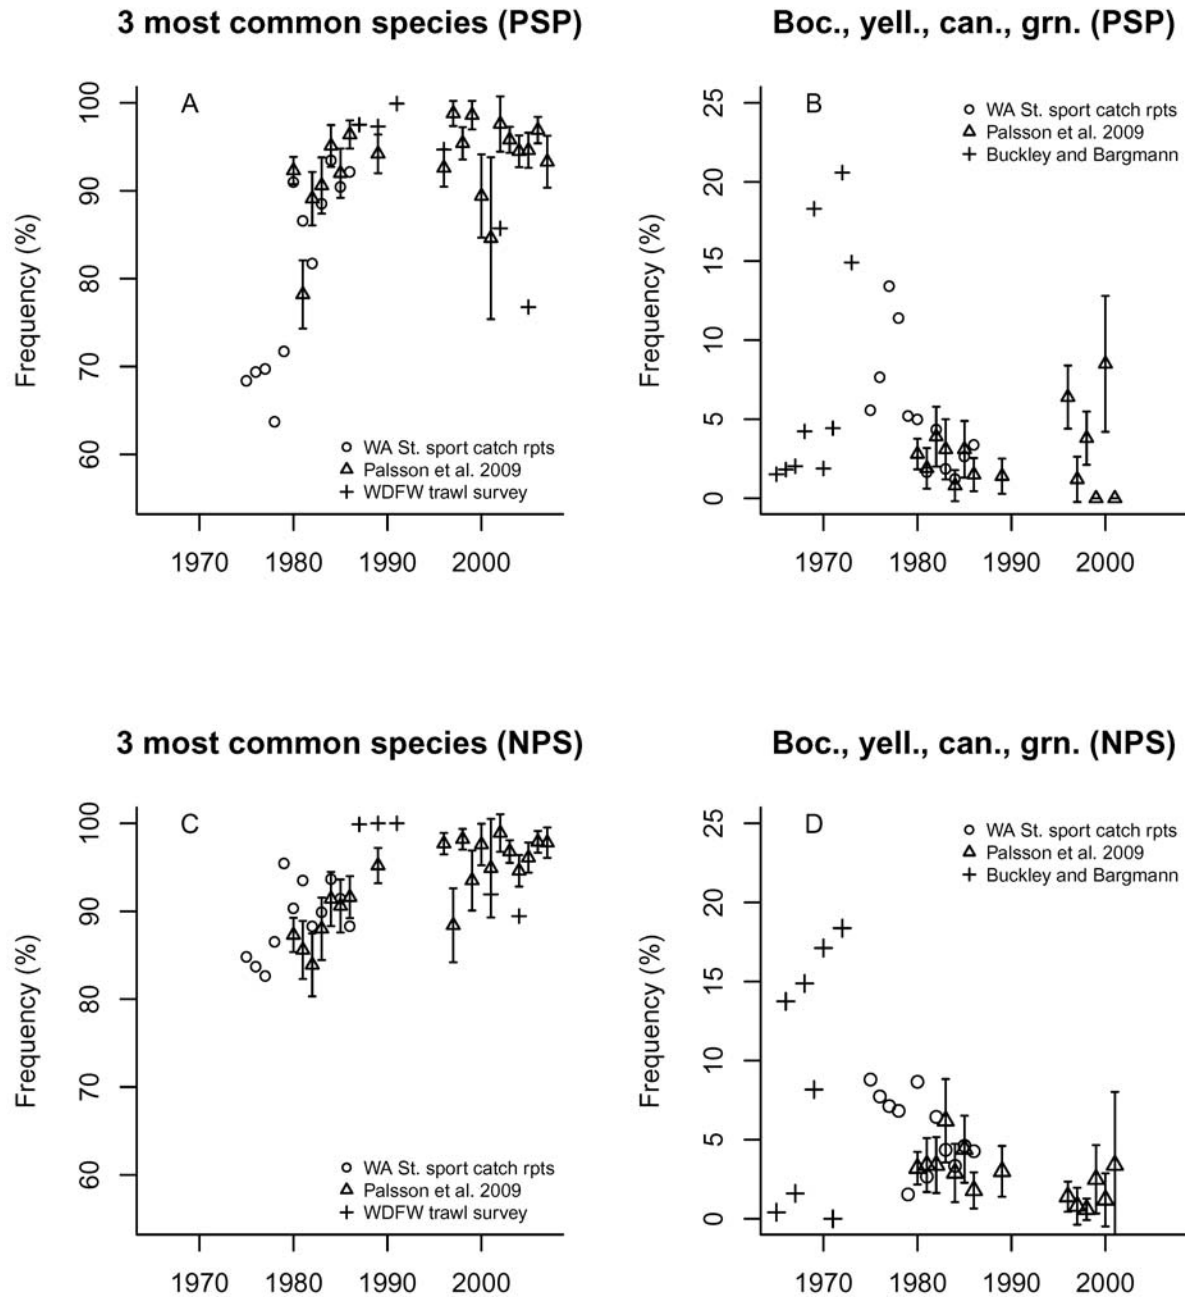 3 most common species (PSP)
A
Frequency (%)
100
90
80
70
60
WA St. sport catch rpts
Palsson et al. 2009
WDFW trawl survey
1970 1980 1990 2000
Boc., yell., can., grn. (PSP)
B
Frequency (%)
25
20
15
10
5
0
WA St. sport catch rpts
Palsson et al. 2009
Buckley and Bargmann
1970 1980 1990 2000
3 most common species (NPS)
C
Frequency (%)
100
90
80
70
60
WA St. sport catch rpts
Palsson et al. 2009
WDFW trawl survey
1970 1980 1990 2000
Boc., yell., can., grn. (NPS)
D
Frequency (%)
25
20
15
10
5
0
WA St. sport catch rpts
Palsson et al. 2009
Buckley and Bargmann
1970 1980 1990 2000